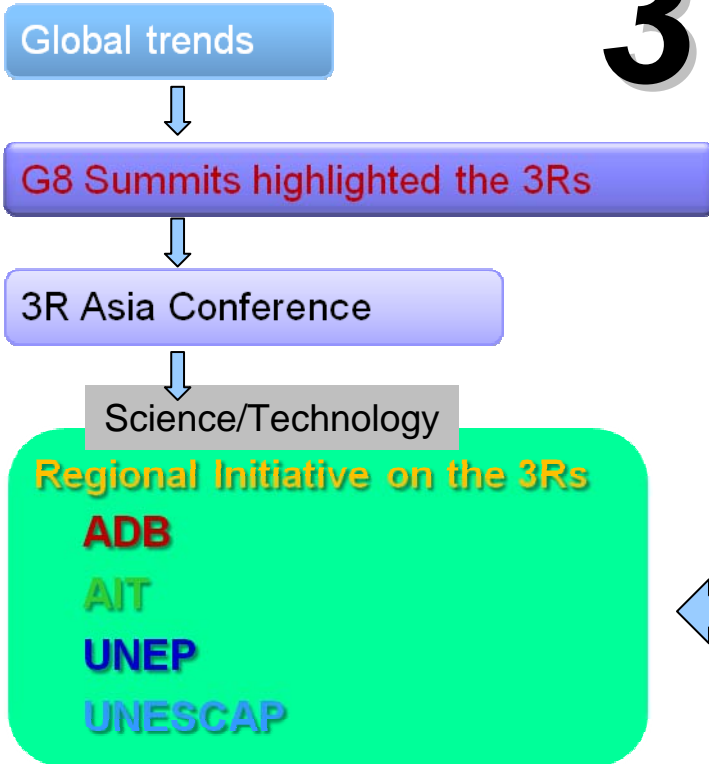 3
Global trends
G8 Summits highlighted the 3Rs
3R Asia Conference
Science/Technology
Regional Initiative on the 3Rs
ADB
AIT
UNEP
UNESCAP